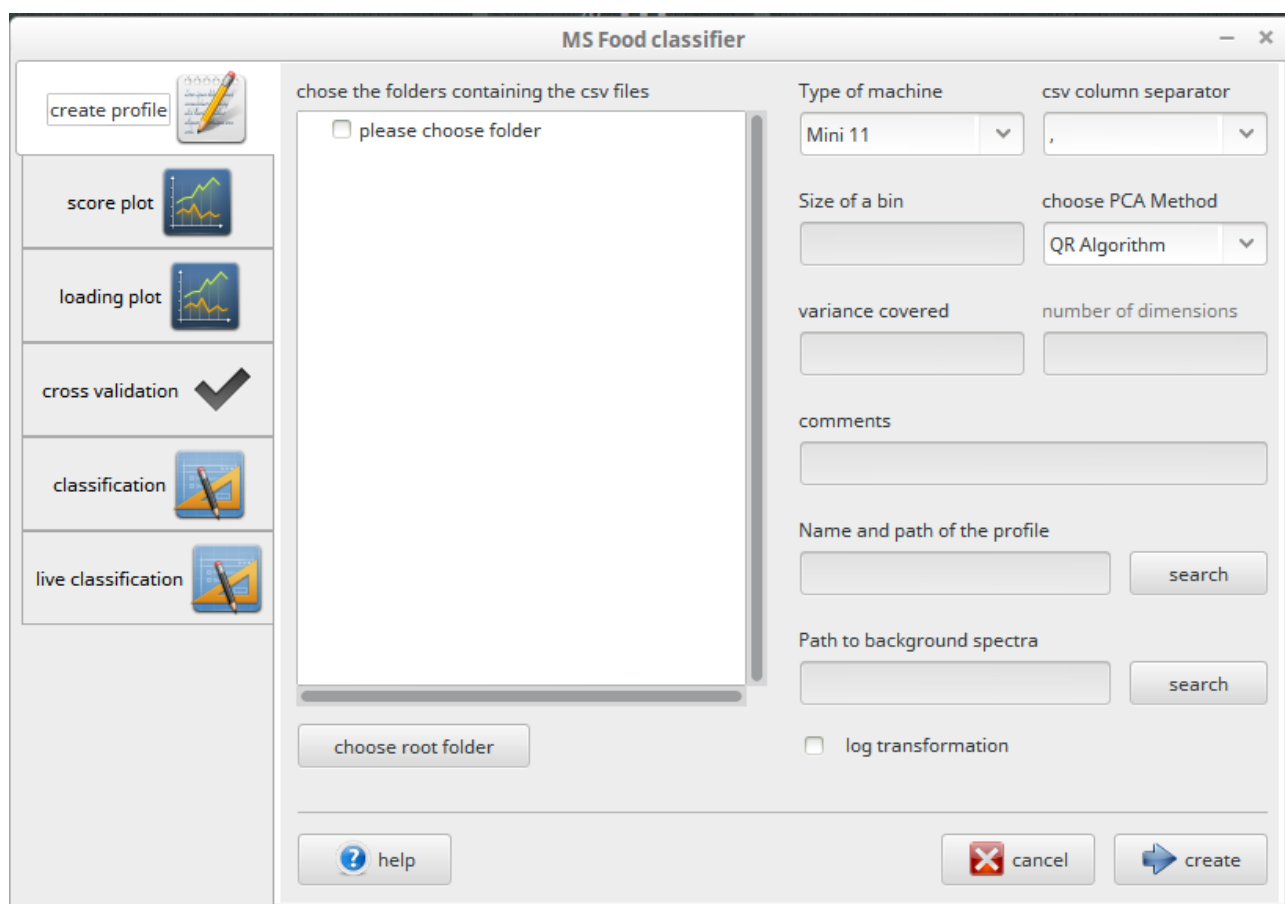 MS Food classifier
create profile
score plot
loading plot
cross validation
classification
live classification
chose the folders containing the csv files
please choose folder
choose root folder
Type of machine
csv column separator
Mini 11
,
Size of a bin
choose PCA Method
QR Algorithm
variance covered
number of dimensions
comments
Name and path of the profile
search
Path to background spectra
search
log transformation
help
cancel
create